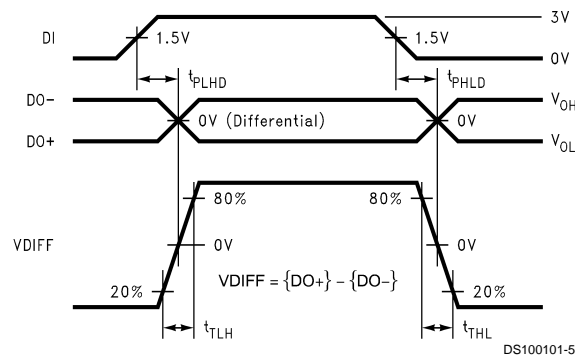 3V
DI
1.5V
1.5V
0V
tPLHD
tPHLD
DO-
VOH
0V (Differential)
0V
DO+
VOL
80%
80%
VDIFF
0V
0V
VDIFF = {DO+} – {DO–}
20%
20%
tTLH
tTHL
DS100101-5